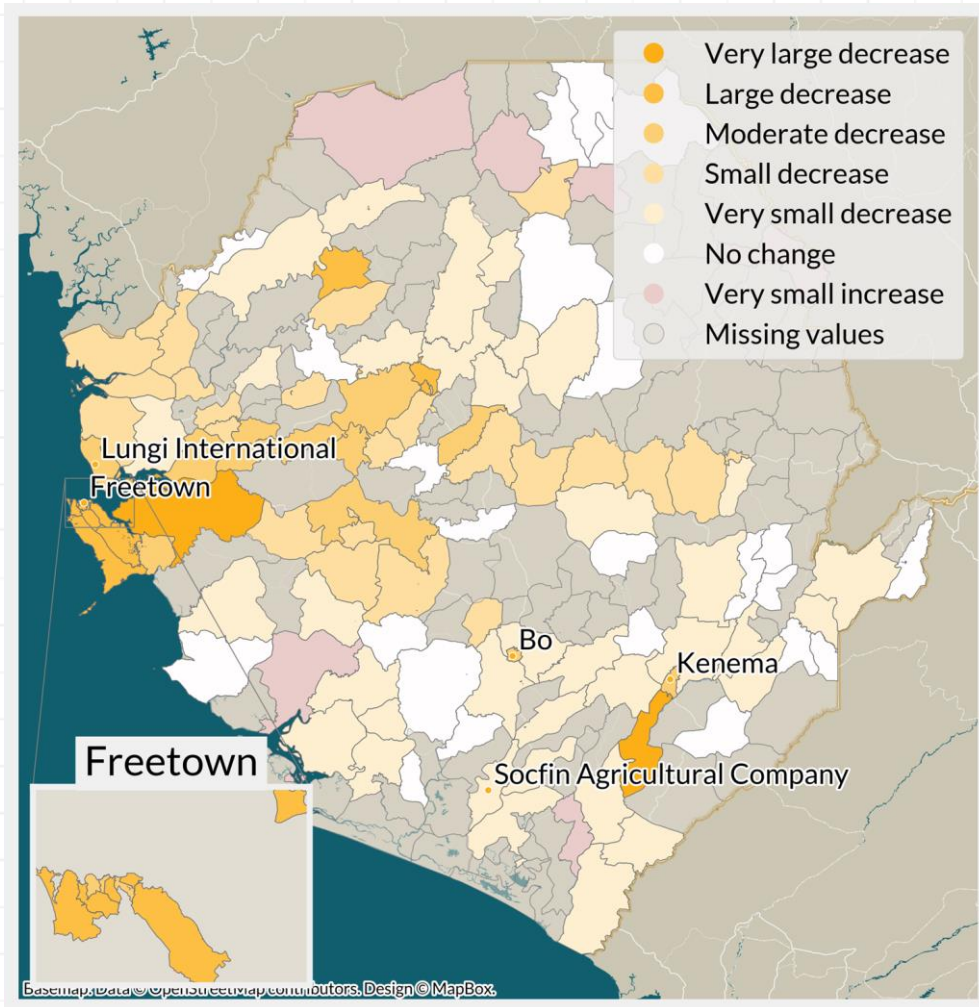 Very large decrease
Large decrease
Moderate decrease
Small decrease
Very small decrease
No change
Very small increase
Missing values
Lungi International
Freetown
Bo
Kenema
Socfin Agricultural Company
Freetown
Basemap: Data © OpenStreetMap contributors. Design © MapBox.